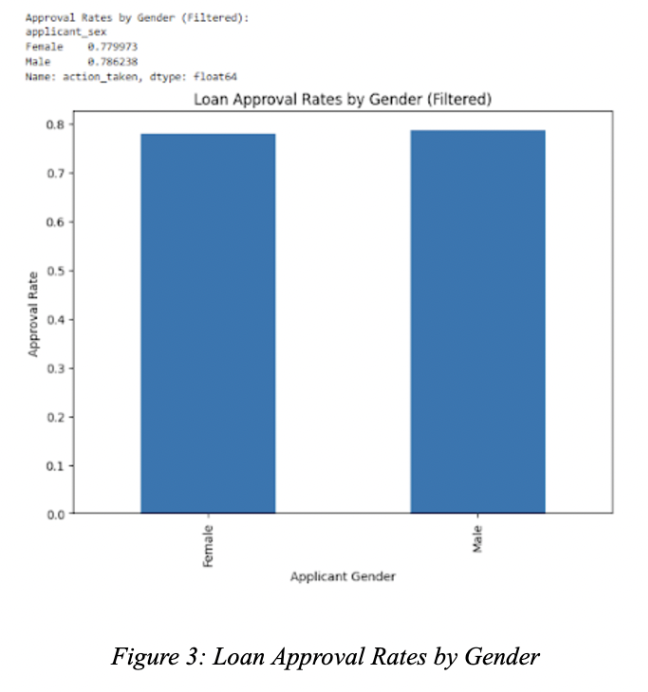 Approval Rates by Gender (Filtered):
applicant_sex
Female 0.779973
Male 0.786238
Name: action_taken, dtype: float64
Loan Approval Rates by Gender (Filtered)
0.8
0.7
0.6
0.5
0.4
0.3
0.2
0.1
0.0
Approval Rate
Female
Male
Applicant Gender
Figure 3: Loan Approval Rates by Gender